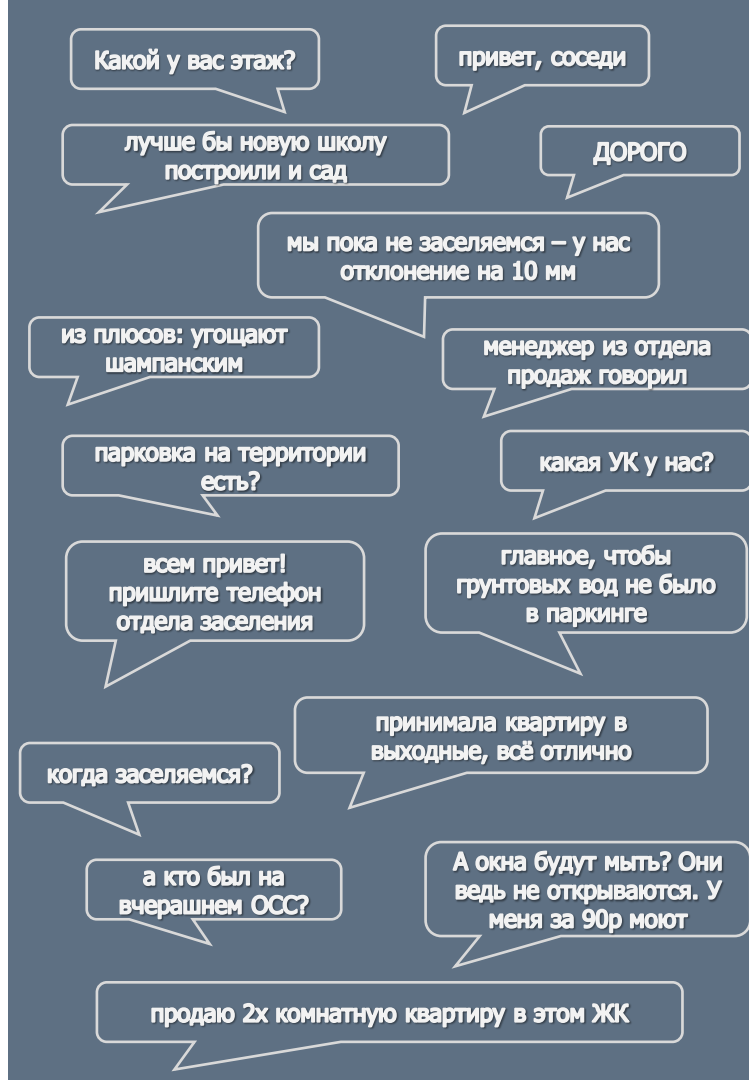 Какой у вас этаж?
привет, соседи
лучше бы новую школу
построили и сад
ДОРОГО
мы пока не заселяемся – у нас
отклонение на 10 мм
из плюсов: угощают
шампанским
менеджер из отдела
продаж говорил
парковка на территории
есть?
какая УК у нас?
всем привет!
пришлите телефон
отдела заселения
главное, чтобы
грунтовых вод не было
в паркинге
принимала квартиру в
выходные, всё отлично
когда заселяемся?
а кто был на
вчерашнем ОСС?
А окна будут мыть? Они
ведь не открываются. У
меня за 90р моют
продаю 2х комнатную квартиру в этом ЖК